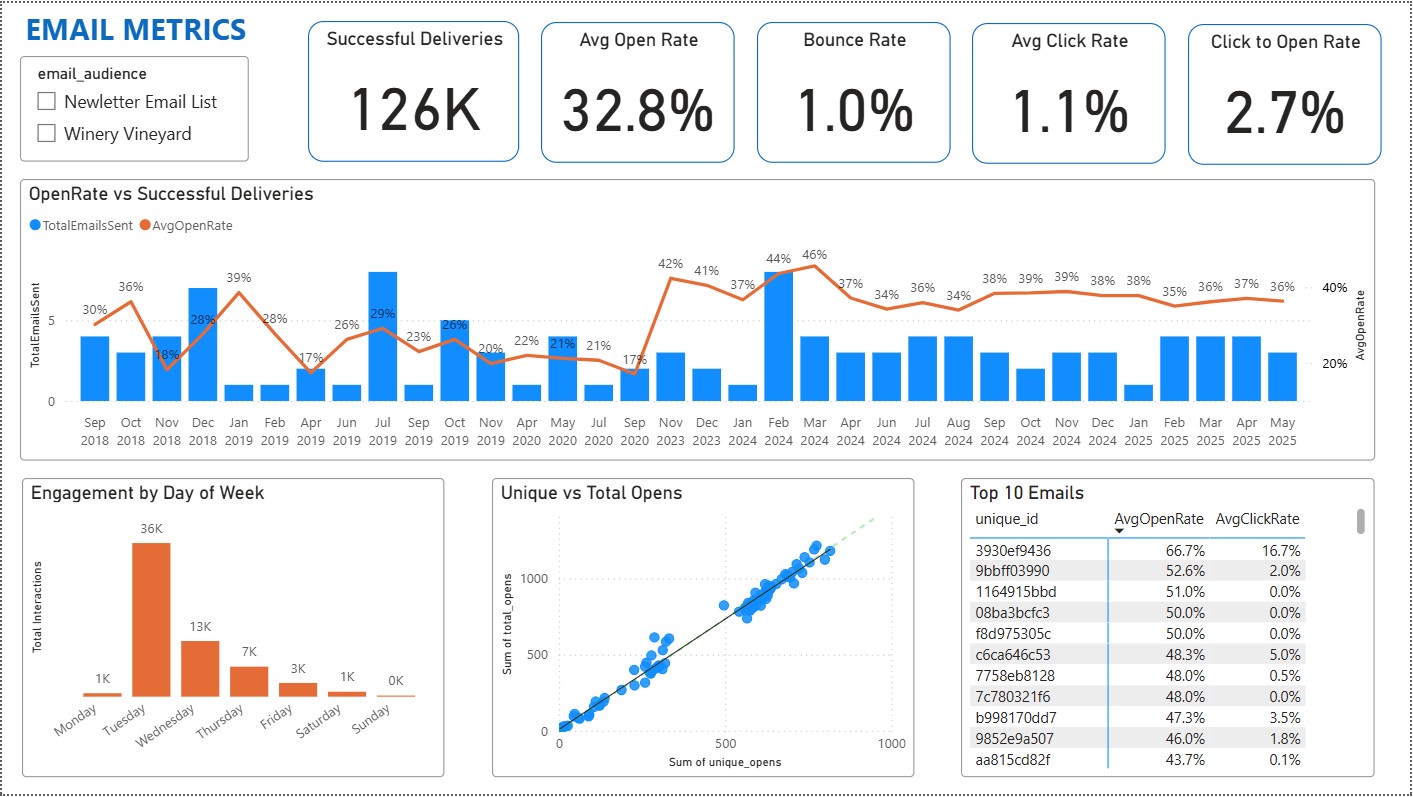 EMAIL METRICS
email_audience
Newletter Email List
Winery Vineyard
Successful Deliveries
126K
Avg Open Rate
32.8%
Bounce Rate
1.0%
Avg Click Rate
1.1%
Click to Open Rate
2.7%
OpenRate vs Successful Deliveries
TotalEmailsSent AvgOpenRate
TotalEmailsSent
5
0
30% 36% 18% 28% 39% 28% 17% 26% 29% 23% 26% 20% 22% 21% 21% 17% 42% 41% 37% 44% 46% 37% 34% 36% 34% 38% 39% 39% 38% 38% 35% 36% 37% 36%
40%
20%
AvgOpenRate
Sep Oct Nov Dec Jan Feb Apr Jun Jul Sep Oct Nov Apr May Jul Sep Nov Dec Jan Feb Mar Apr Jun Jul Aug Sep Oct Nov Dec Jan Feb Mar Apr May
2018 2018 2018 2018 2019 2019 2019 2019 2019 2019 2019 2019 2020 2020 2020 2020 2023 2023 2024 2024 2024 2024 2024 2024 2024 2024 2024 2024 2024 2025 2025 2025 2025 2025
Engagement by Day of Week
Total Interactions
1K 36K 13K 7K 3K 1K 0K
Monday Tuesday Wednesday Thursday Friday Saturday Sunday
Unique vs Total Opens
Sum of total_opens
1000
500
0
0 500 1000
Sum of unique_opens
Top 10 Emails
unique_id AvgOpenRate AvgClickRate
3930ef9436 66.7% 16.7%
9bbff03990 52.6% 2.0%
1164915bbd 51.0% 0.0%
08ba3bcfc3 50.0% 0.0%
f8d975305c 50.0% 0.0%
c6ca646c53 48.3% 5.0%
7758eb8128 48.0% 0.5%
7c780321f6 48.0% 0.0%
b998170dd7 47.3% 3.5%
9852e9a507 46.0% 1.8%
aa815cd82f 43.7% 0.1%